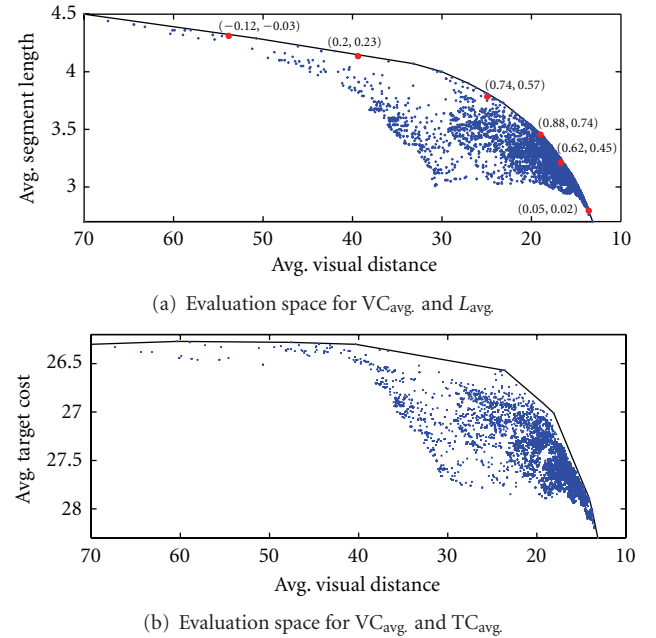 4.5
4
3.5
3
Avg. segment length
(−0.12, −0.03)
(0.2, 0.23)
(0.74, 0.57)
(0.88, 0.74)
(0.62, 0.45)
(0.05, 0.02)
70 60 50 40 30 20 10
Avg. visual distance
(a) Evaluation space for VCavg. and Lavg.
26.5
27
27.5
28
Avg. target cost
70 60 50 40 30 20 10
Avg. visual distance
(b) Evaluation space for VCavg. and TCavg.